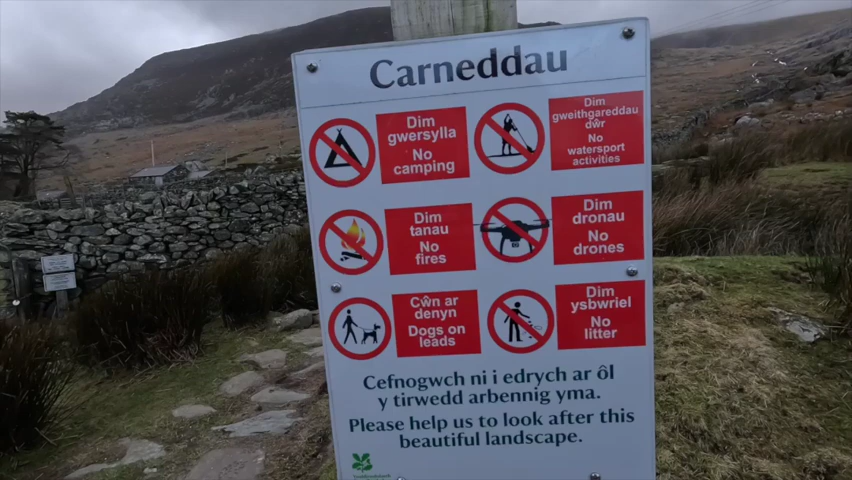 Carneddau
Dim
gwersylla
No
camping
Dim
gweithgareddau
dŵr
No
watersport
activities
Dim
tanau
No
fires
Dim
dronau
No
drones
Cŵn ar
denyn
Dogs on
leads
Dim
ysbwriel
No
litter
Cefnogwch ni i edrych ar ôl
y tirwedd arbennig yma.
Please help us to look after this
beautiful landscape.